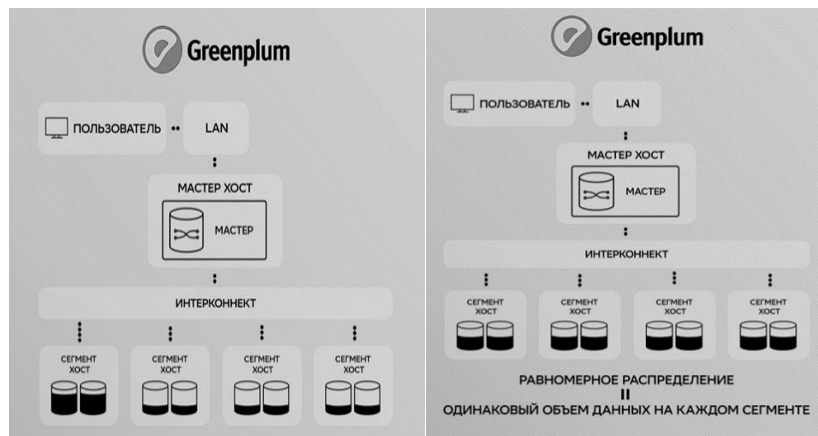 Greenplum
ПОЛЬЗОВАТЕЛЬ
LAN
МАСТЕР ХОСТ
МАСТЕР
ИНТЕРКОННЕКТ
СЕГМЕНТ
ХОСТ
СЕГМЕНТ
ХОСТ
СЕГМЕНТ
ХОСТ
СЕГМЕНТ
ХОСТ
Greenplum
ПОЛЬЗОВАТЕЛЬ
LAN
МАСТЕР ХОСТ
МАСТЕР
ИНТЕРКОННЕКТ
СЕГМЕНТ
ХОСТ
СЕГМЕНТ
ХОСТ
СЕГМЕНТ
ХОСТ
СЕГМЕНТ
ХОСТ
РАВНОМЕРНОЕ РАСПРЕДЕЛЕНИЕ
=
ОДИНАКОВЫЙ ОБЪЕМ ДАННЫХ НА КАЖДОМ СЕГМЕНТЕ